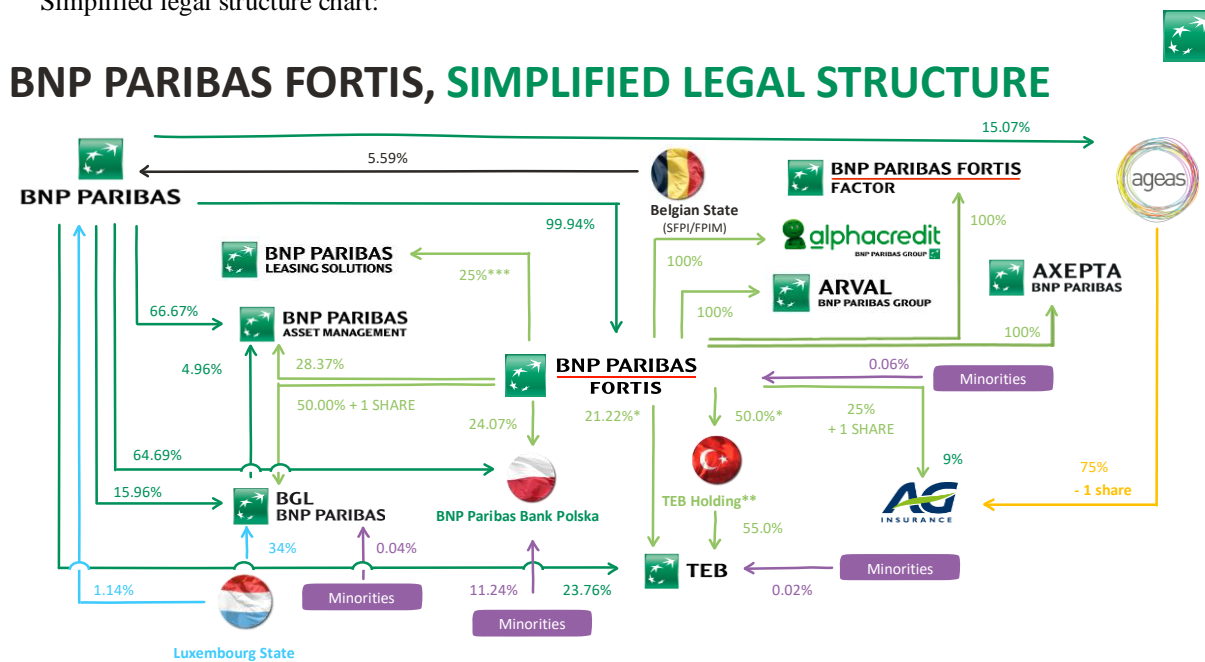 Simplified legal structure chart:
BNP PARIBAS FORTIS, SIMPLIFIED LEGAL STRUCTURE
15.07%
5.59%
BNP PARIBAS
Belgian State
(SFPI/FPIM)
BNP PARIBAS FORTIS
FACTOR
ageas
99.94%
100%
alphacredit
BNP PARIBAS GROUP
BNP PARIBAS
LEASING SOLUTIONS
25%***
100%
ARVAL
BNP PARIBAS GROUP
AXEPTA
BNP PARIBAS
66.67%
BNP PARIBAS
ASSET MANAGEMENT
100%
100%
4.96%
28.37%
BNP PARIBAS
FORTIS
0.06%
Minorities
50.00% + 1 SHARE
24.07%
21.22%*
50.0%*
25%
+ 1 SHARE
64.69%
9%
75%
- 1 share
15.96%
BGL
BNP PARIBAS
BNP Paribas Bank Polska
TEB Holding**
AG
INSURANCE
55.0%
34%
0.04%
TEB
Minorities
1.14%
Minorities
11.24%
23.76%
0.02%
Minorities
Luxembourg State